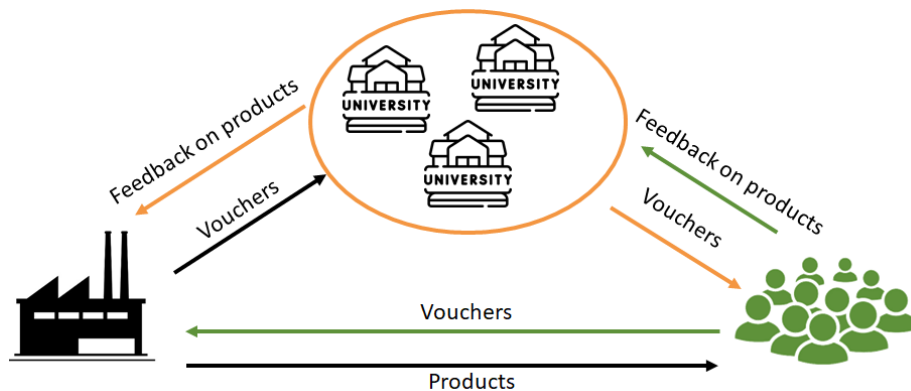 UNIVERSITY
UNIVERSITY
UNIVERSITY
Feedback on products
Vouchers
Feedback on products
Vouchers
Vouchers
Products